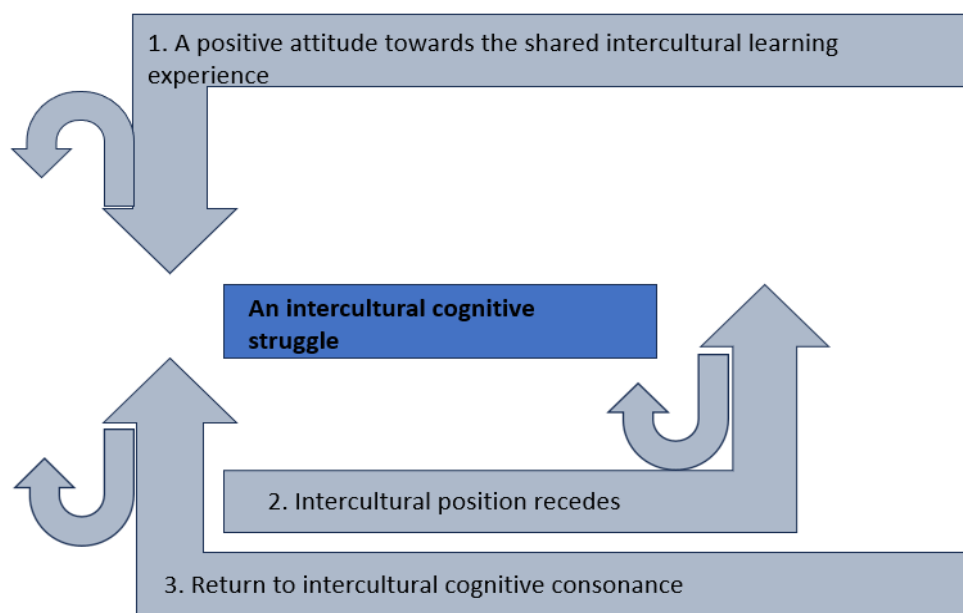 1. A positive attitude towards the shared intercultural learning
experience
An intercultural cognitive
struggle
2. Intercultural position recedes
3. Return to intercultural cognitive consonance